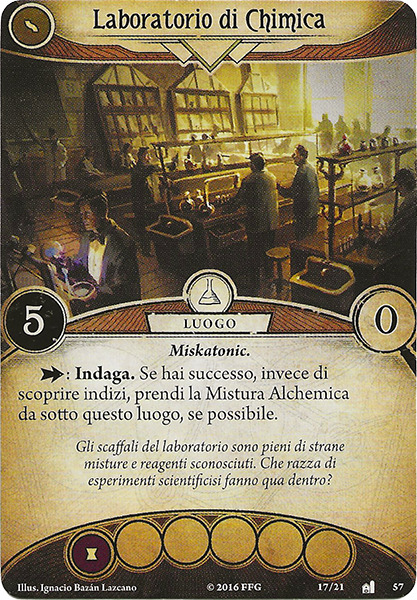 Laboratorio di Chimica
5
LUOGO
0
Miskatonic.
: Indaga. Se hai successo, invece di
scoprire indizi, prendi la Mistura Alchemica
da sotto questo luogo, se possibile.
Gli scaffali del laboratorio sono pieni di strane
misture e reagenti sconosciuti. Che razza di
esperimenti scientificisi fanno qua dentro?
Illus. Ignacio Bazán Lazcano
© 2016 FFG
17/21
57